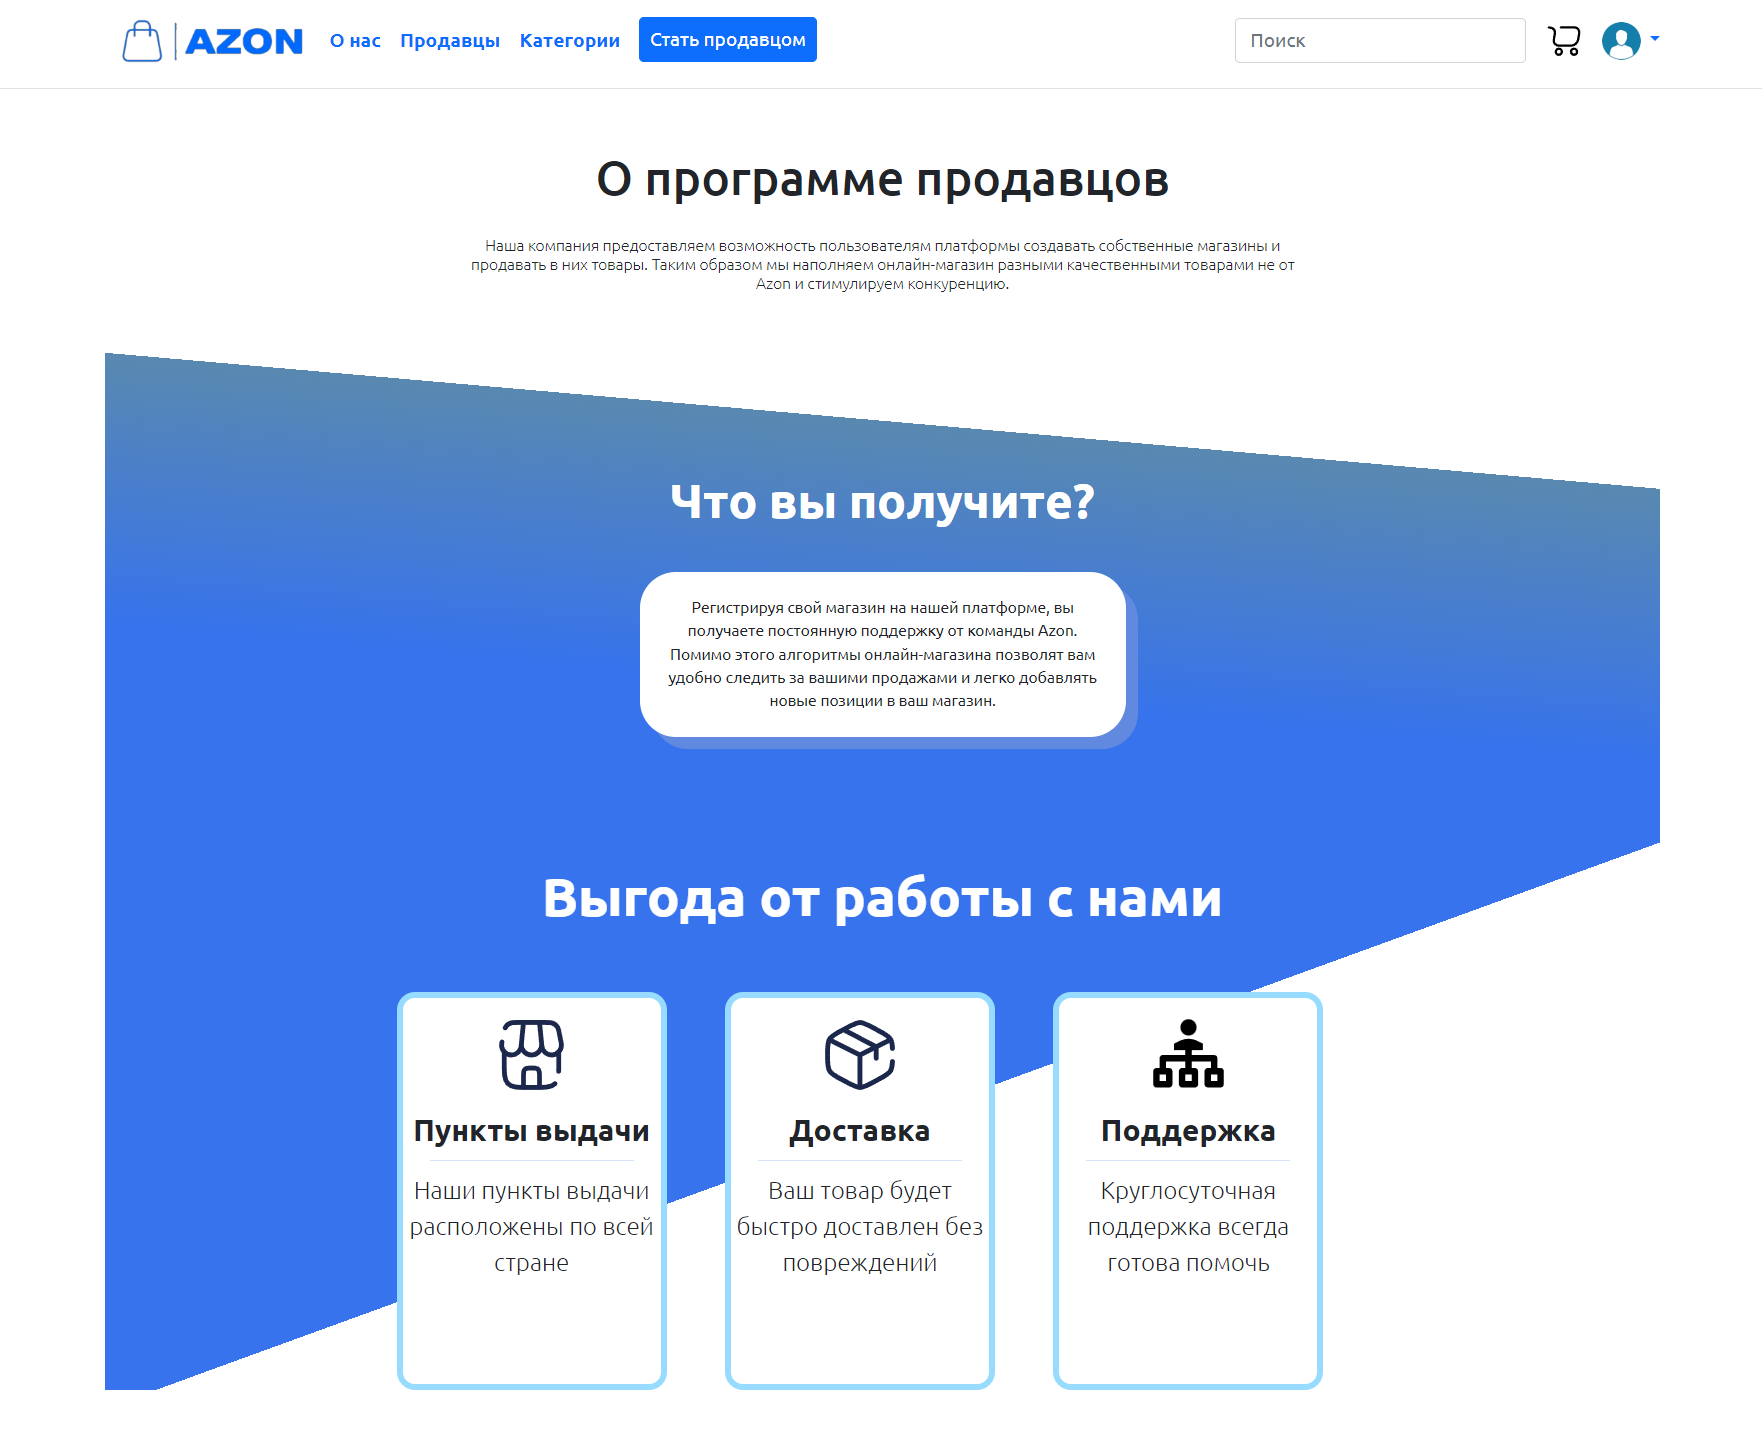 AZON
О нас
Продавцы
Категории
Стать продавцом
Поиск
О программе продавцов
Наша компания предоставляем возможность пользователям платформы создавать собственные магазины и
продавать в них товары. Таким образом мы наполняем онлайн-магазин разными качественными товарами не от
Azon и стимулируем конкуренцию.
Что вы получите?
Регистрируя свой магазин на нашей платформе, вы
получаете постоянную поддержку от команды Azon.
Помимо этого алгоритмы онлайн-магазина позволят вам
удобно следить за вашими продажами и легко добавлять
новые позиции в ваш магазин.
Выгода от работы с нами
Пункты выдачи
Наши пункты выдачи
расположены по всей
стране
Доставка
Ваш товар будет
быстро доставлен без
повреждений
Поддержка
Круглосуточная
поддержка всегда
готова помочь